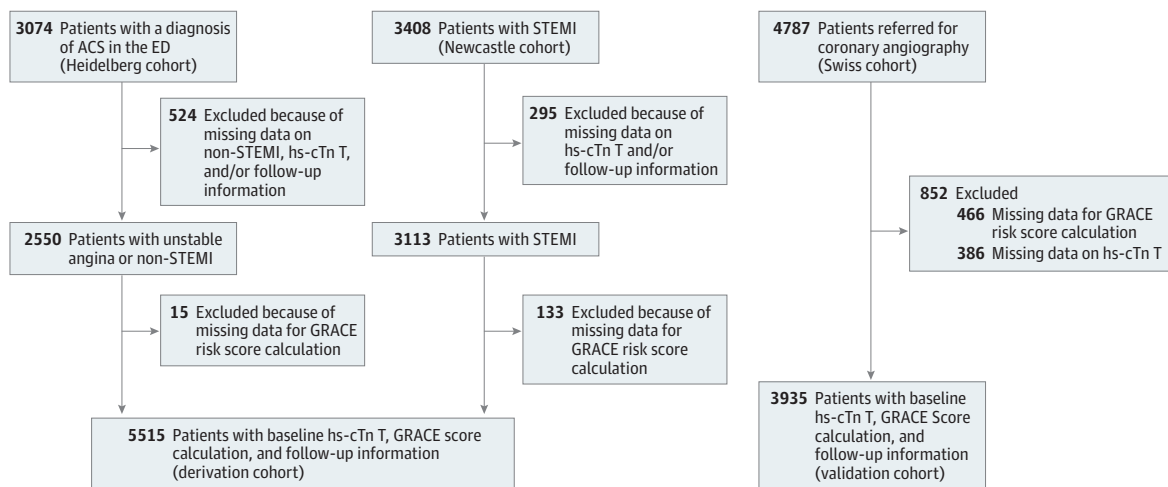 3074 Patients with a diagnosis
of ACS in the ED
(Heidelberg cohort)
524 Excluded because of
missing data on
non-STEMI, hs-cTn T,
and/or follow-up
information
2550 Patients with unstable
angina or non-STEMI
15 Excluded because of
missing data for GRACE
risk score calculation
3408 Patients with STEMI
(Newcastle cohort)
295 Excluded because of
missing data on
hs-cTn T and/or
follow-up information
3113 Patients with STEMI
133 Excluded because of
missing data for
GRACE risk score
calculation
5515 Patients with baseline hs-cTn T, GRACE score
calculation, and follow-up information
(derivation cohort)
4787 Patients referred for
coronary angiography
(Swiss cohort)
852 Excluded
466 Missing data for GRACE
risk score calculation
386 Missing data on hs-cTn T
3935 Patients with baseline
hs-cTn T, GRACE Score
calculation, and
follow-up information
(validation cohort)